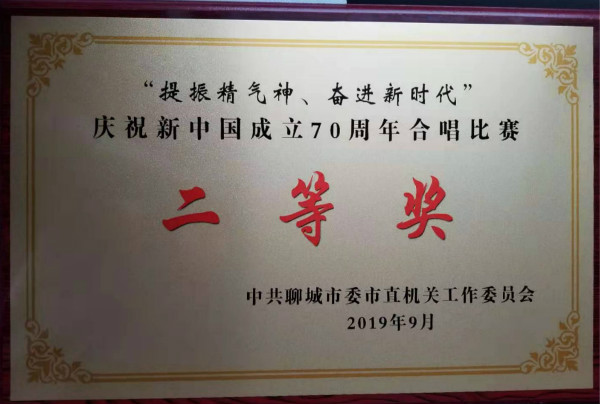 “提振精气神、奋进新时代”
庆祝新中国成立70周年合唱比赛
二等奖
中共聊城市委市直机关工作委员会
2019年9月